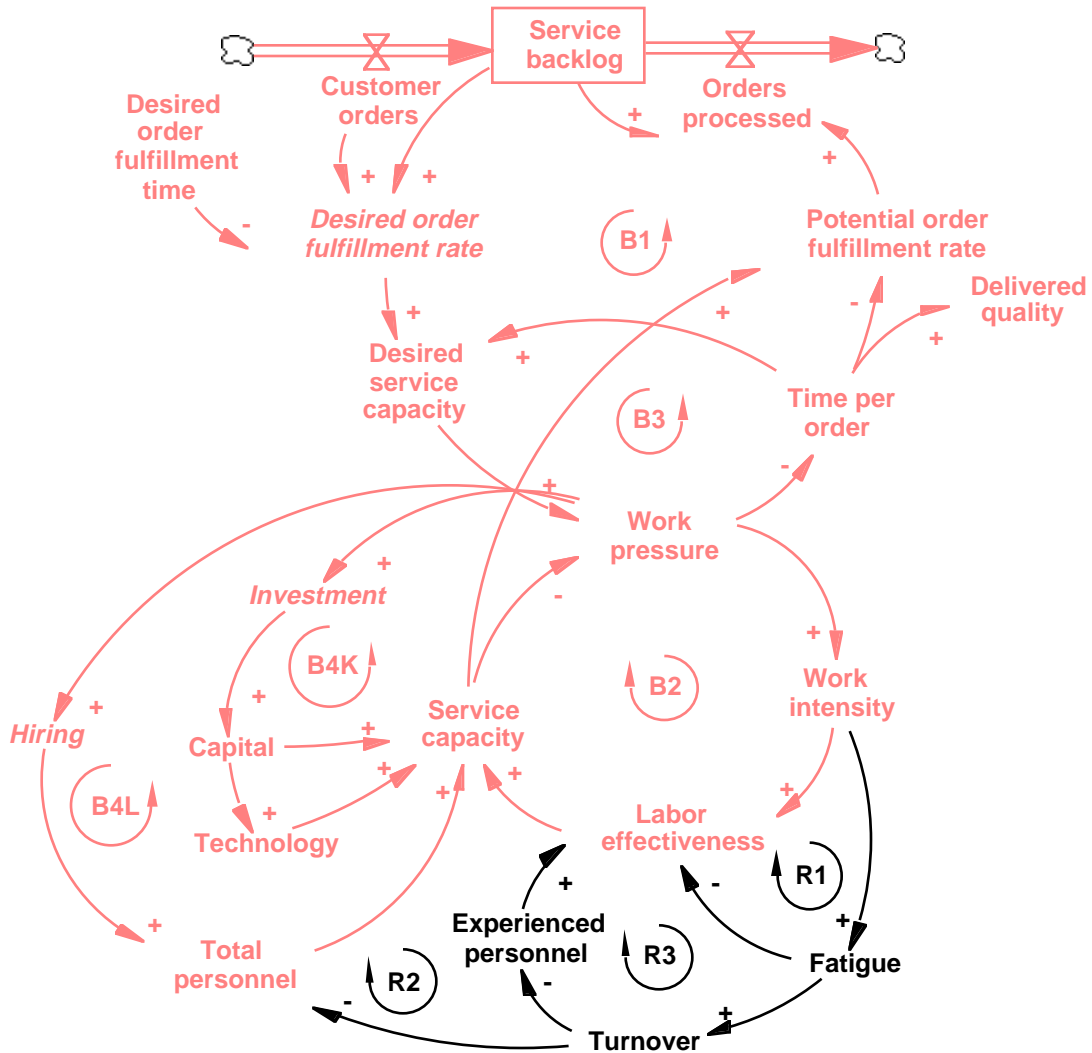 Service
backlog
Customer
orders
Orders
processed
Desired
order
fulfillment
time
+
+
+
+
-
Desired order
fulfillment rate
B1
Potential order
fulfillment rate
Delivered
quality
+
+
-
+
+
Desired
service
capacity
B3
Time per
order
-
+
Work
pressure
+
-
Investment
B4K
+
B2
Work
intensity
+
+
Hiring
Service
capacity
Capital
+
+
+
+
+
+
B4L
Technology
Labor
effectiveness
R1
-
+
+
+
Experienced
personnel
Total
personnel
R2
R3
Fatigue
-
-
+
Turnover